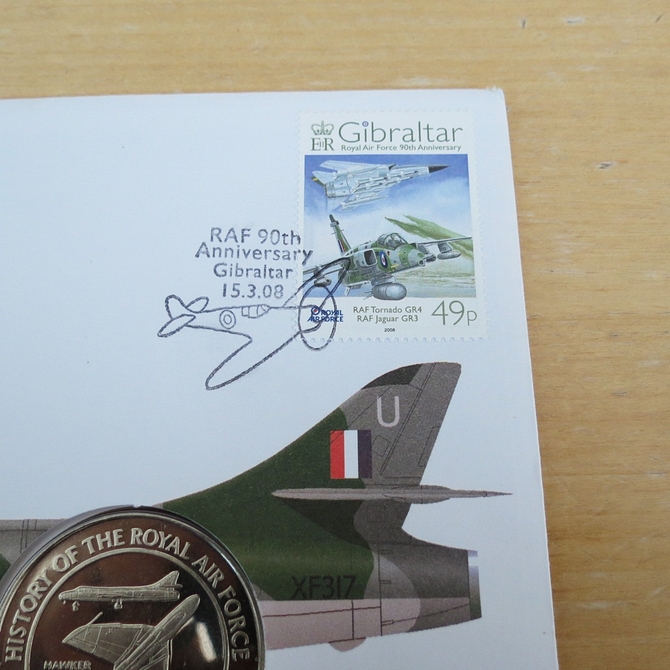 Gibraltar
EIIR
Royal Air Force 90th Anniversary
RAF 90th
Anniversary
Gibraltar
15.3.08
ROYAL
AIR FORCE
RAF Tornado GR4
RAF Jaguar GR3
49p
2008
U
XF317
HISTORY OF THE ROYAL AIR FORCE
HAWKER